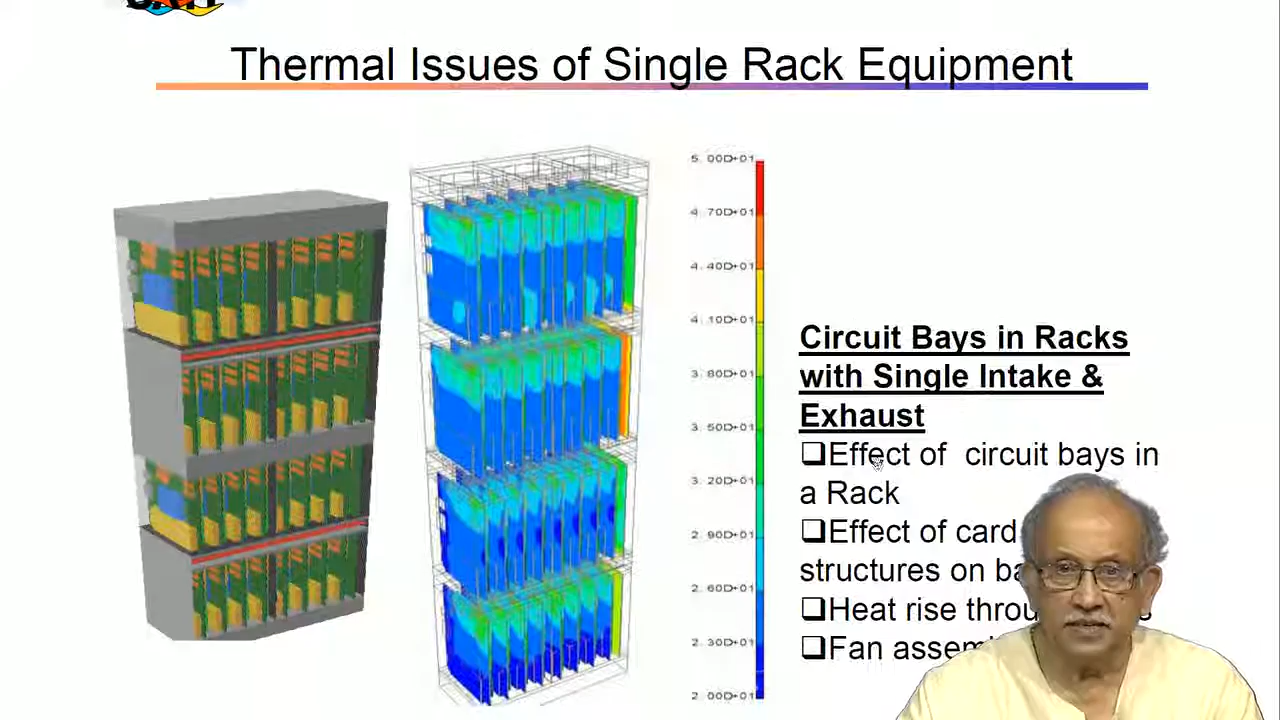 Thermal Issues of Single Rack Equipment
5.00D+01
4.70D+01
4.40D+01
4.10D+01
3.80D+01
3.50D+01
3.20D+01
2.90D+01
2.60D+01
2.30D+01
2.00D+01
Circuit Bays in Racks
with Single Intake &
Exhaust
❑Effect of circuit bays in
a Rack
❑Effect of card
structures on
❑Heat rise
❑Fan